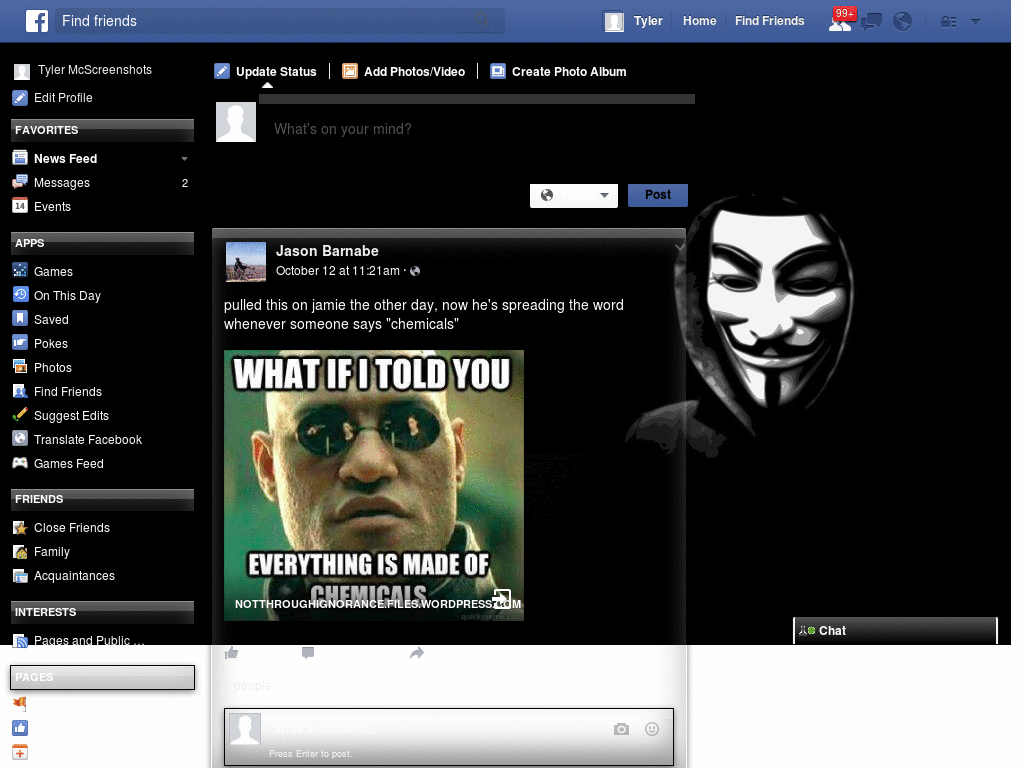 Find friends
Tyler
Home
Find Friends
99+
Tyler McScreenshots
Edit Profile
FAVORITES
News Feed
Messages 2
14 Events
APPS
Games
On This Day
Saved
Pokes
Photos
Find Friends
Suggest Edits
Translate Facebook
Games Feed
FRIENDS
Close Friends
Family
Acquaintances
INTERESTS
Pages and Public ...
PAGES
Update Status
Add Photos/Video
Create Photo Album
What's on your mind?
Post
Jason Barnabe
October 12 at 11:21am ·
pulled this on jamie the other day, now he's spreading the word
whenever someone says "chemicals"
WHAT IF I TOLD YOU
EVERYTHING IS MADE OF
CHEMICALS
NOTTHROUGHIGNORANCE.FILES.WORDPRESS.COM
quickmeme.com
people
Press Enter to post.
Chat